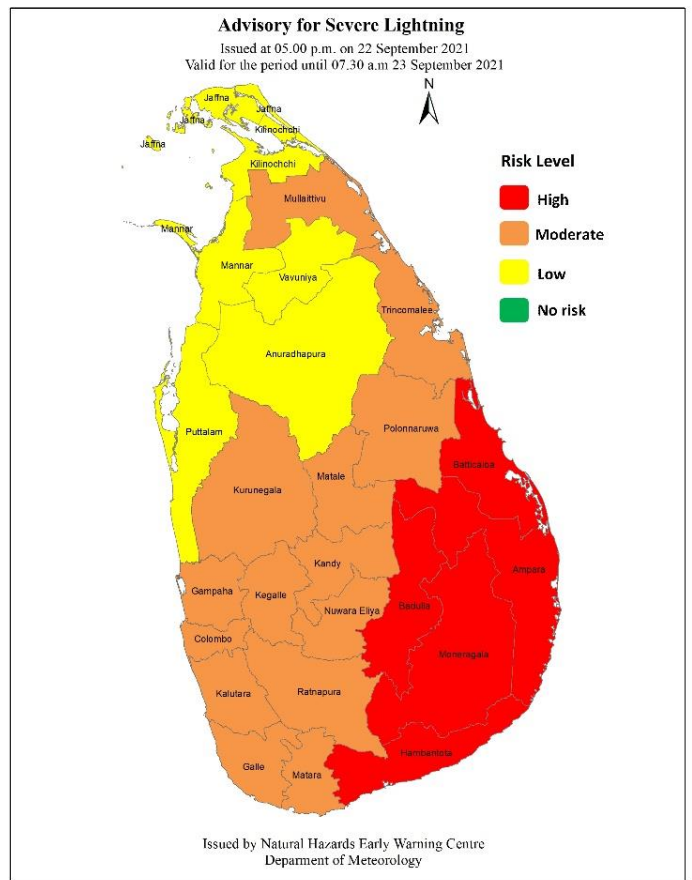 Advisory for Severe Lightning
Issued at 05.00 p.m. on 22 September 2021
Valid for the period until 07.30 a.m 23 September 2021
N
Jaffna
Jaffna
Jaffna
Kilinochchi
Jaffna
Kilinochchi
Risk Level
High
Moderate
Low
No risk
Mullaittivu
Mannar
Mannar
Vavuniya
Trincomalee
Anuradhapura
Puttalam
Polonnaruwa
Batticaloa
Matale
Kurunegala
Kandy
Ampara
Gampaha
Kegalle
Badulla
Nuwara Eliya
Colombo
Moneragala
Kalutara
Ratnapura
Hambantota
Galle
Matara
Issued by Natural Hazards Early Warning Centre
Deparment of Meteorology